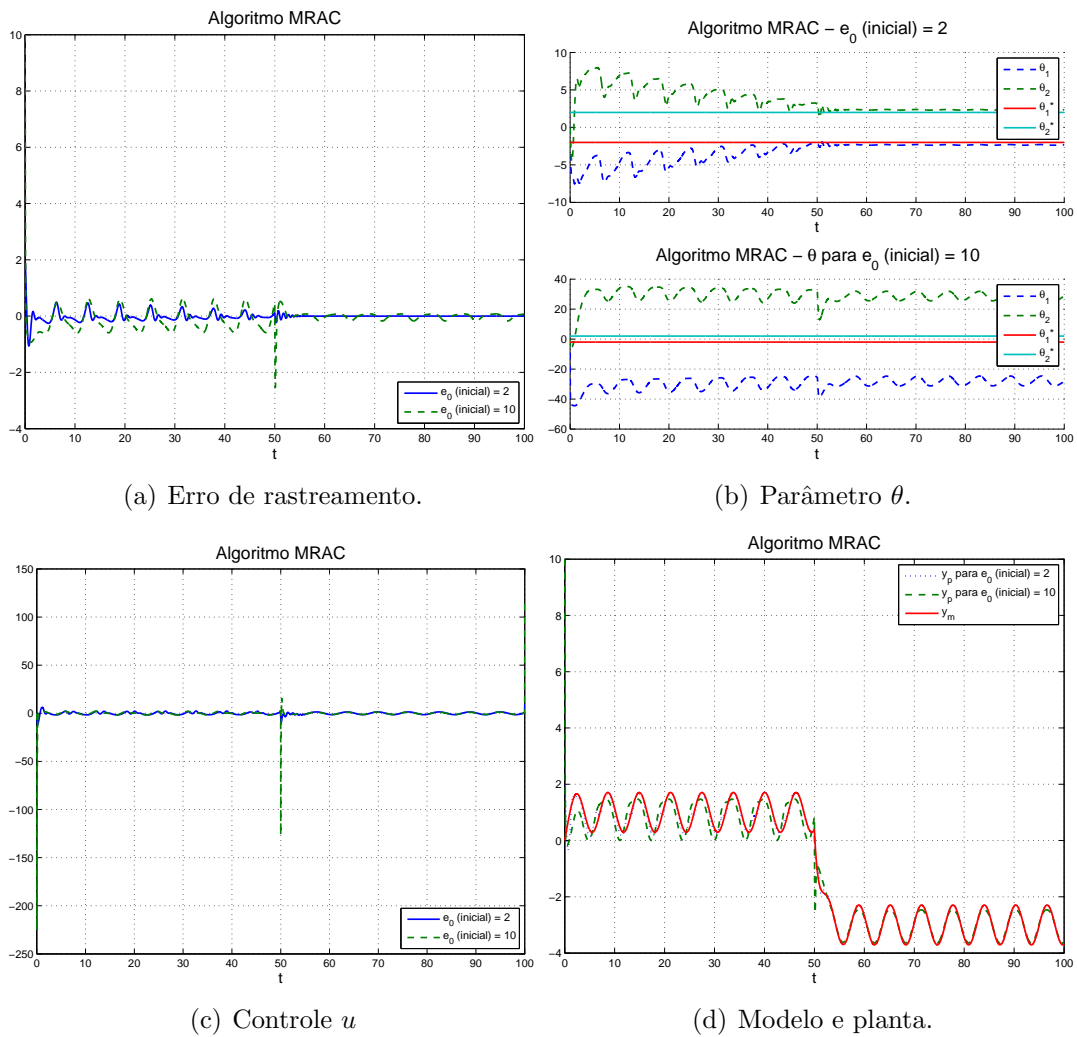 Algoritmo MRAC
10
8
6
4
2
0
−2
−4
0 10 20 30 40 50 60 70 80 90 100
t
e0 (inicial) = 2
e0 (inicial) = 10
(a) Erro de rastreamento.
Algoritmo MRAC − e0 (inicial) = 2
10
5
0
−5
−10
0 10 20 30 40 50 60 70 80 90 100
t
θ1
θ2
θ1*
θ2*
Algoritmo MRAC − θ para e0 (inicial) = 10
40
20
0
−20
−40
−60
0 10 20 30 40 50 60 70 80 90 100
t
θ1
θ2
θ1*
θ2*
(b) Parâmetro θ.
Algoritmo MRAC
150
100
50
0
−50
−100
−150
−200
−250
0 10 20 30 40 50 60 70 80 90 100
t
e0 (inicial) = 2
e0 (inicial) = 10
(c) Controle u
Algoritmo MRAC
10
8
6
4
2
0
−2
−4
0 10 20 30 40 50 60 70 80 90 100
t
yp para e0 (inicial) = 2
yp para e0 (inicial) = 10
ym
(d) Modelo e planta.